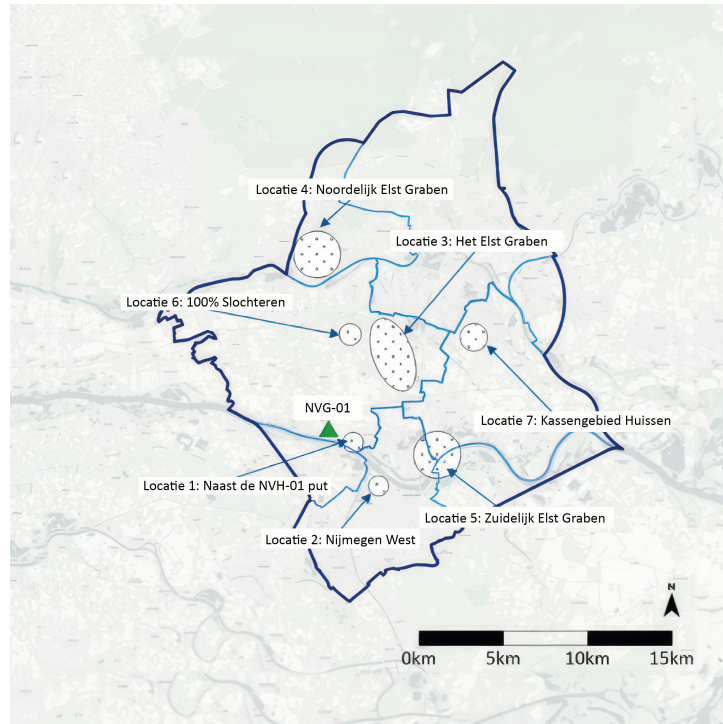 Locatie 4: Noordelijk Elst Graben
Locatie 3: Het Elst Graben
Locatie 6: 100% Slochteren
NVG-01
Locatie 7: Kassengebied Huissen
Locatie 1: Naast de NVH-01 put
Locatie 5: Zuidelijk Elst Graben
Locatie 2: Nijmegen West
N
0km 5km 10km 15km